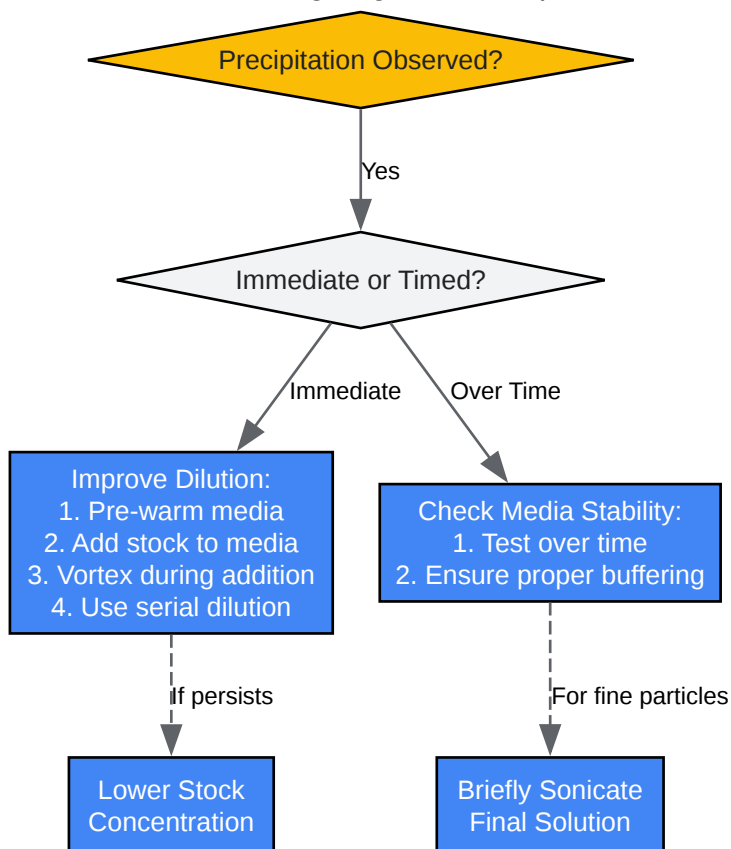 Precipitation Observed?
Yes
Immediate or Timed?
Immediate
Over Time
Improve Dilution:
1. Pre-warm media
2. Add stock to media
3. Vortex during addition
4. Use serial dilution
Check Media Stability:
1. Test over time
2. Ensure proper buffering
If persists
For fine particles
Lower Stock
Concentration
Briefly Sonicate
Final Solution